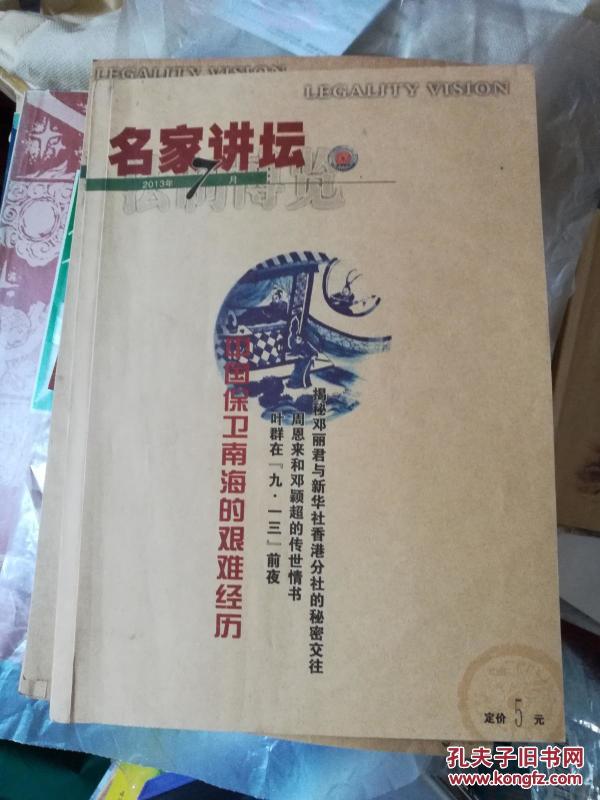 LEGALITY VISION
LEGALITY VISION
名家讲坛
2013年 7 月
法制博览
中国保卫南海的艰难经历
揭秘邓丽君与新华社香港分社的秘密交往
周恩来和邓颖超的传世情书
叶群在「九·一三」前夜
定价 5 元
孔夫子旧书网
www.kongfz.com